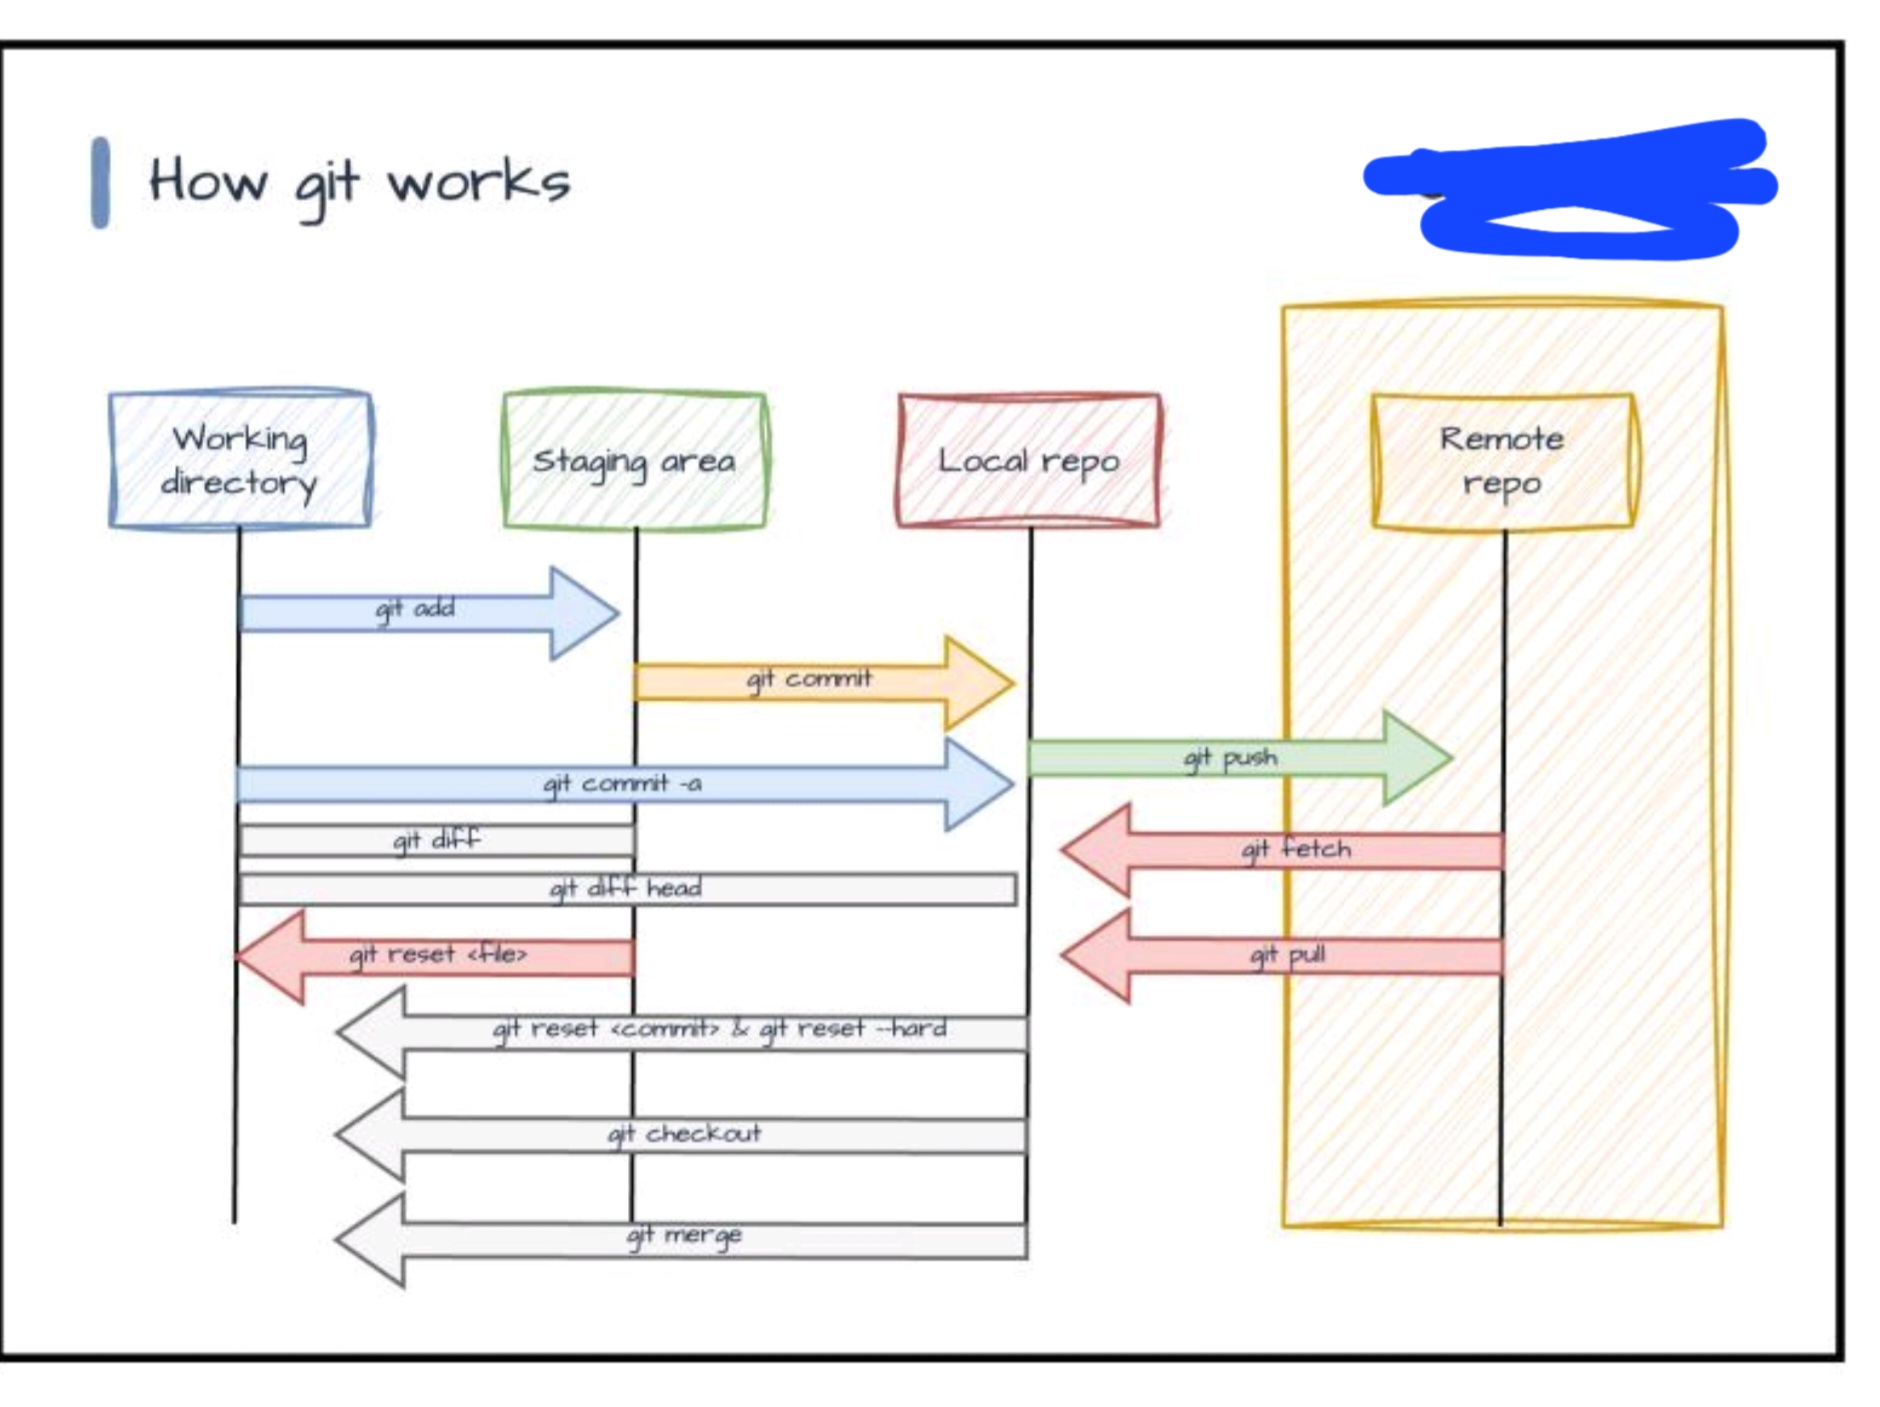 How git works
Working
directory
Staging area
Local repo
Remote
repo
git add
git commit
git push
git commit -a
git diff
git fetch
git diff head
git reset <file>
git pull
git reset <commit> & git reset --hard
git checkout
git merge